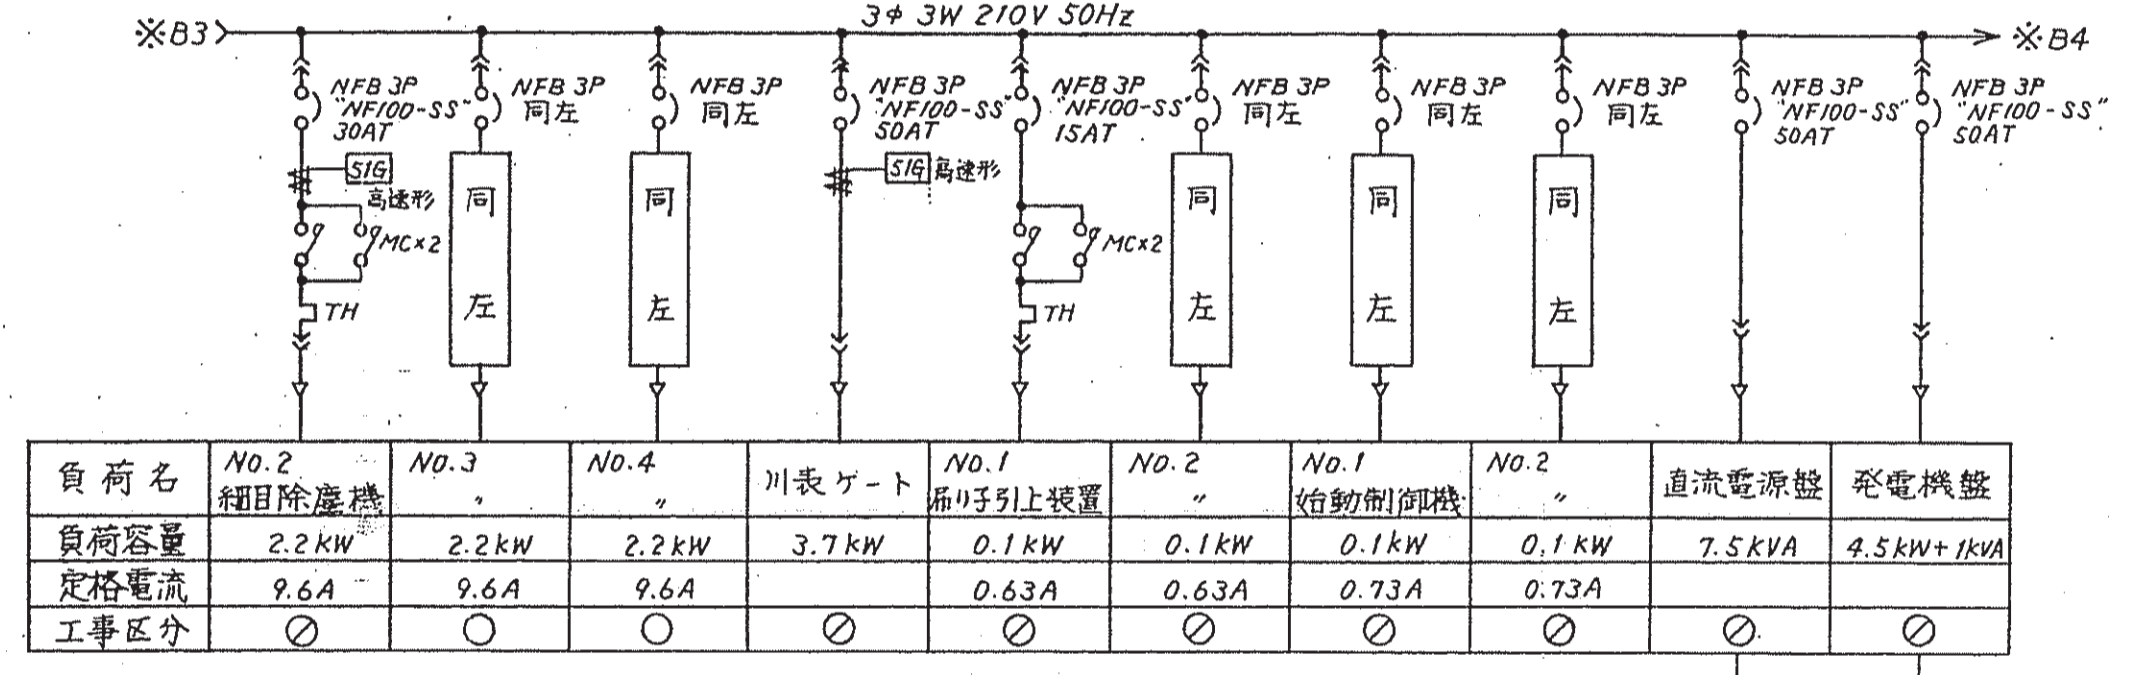 3φ 3W 210V 50Hz
※B3
※B4
NFB 3P
"NF100-SS"
30AT
NFB 3P
同左
NFB 3P
同左
NFB 3P
"NF100-SS"
50AT
NFB 3P
"NF100-SS"
15AT
NFB 3P
同左
NFB 3P
同左
NFB 3P
同左
NFB 3P
"NF100-SS"
50AT
NFB 3P
"NF100-SS"
50AT
51G
高速形
MC×2
TH
同左
同左
51G 高速形
MC×2
TH
同左
同左
同左
負荷名 NO.2 細目除塵機 NO.3 〃 NO.4 〃 川表ゲート NO.1 吊り子引上装置 NO.2 〃 NO.1 始動制御機 NO.2 〃 直流電源盤 発電機盤
負荷容量 2.2kW 2.2kW 2.2kW 3.7kW 0.1kW 0.1kW 0.1kW 0.1kW 7.5KVA 4.5kW+1kVA
定格電流 9.6A 9.6A 9.6A 0.63A 0.63A 0.73A 0.73A
工事区分